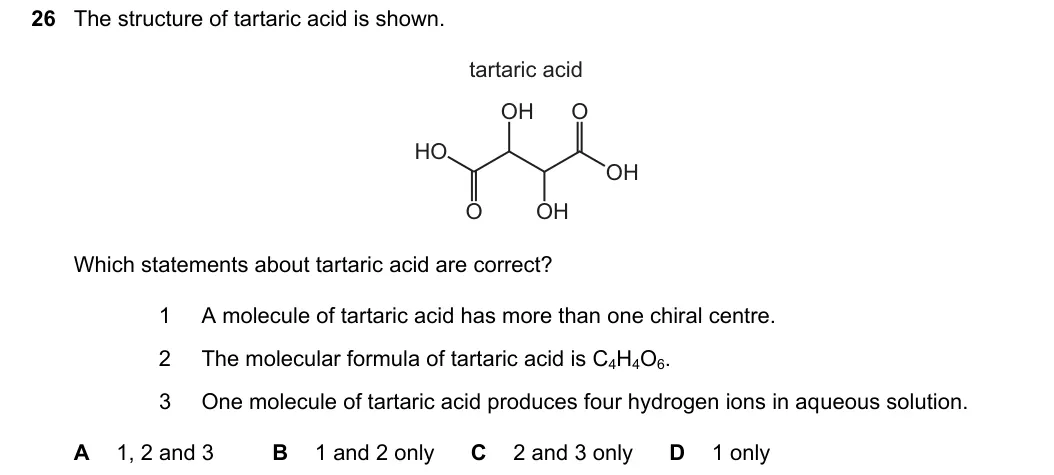 26 The structure of tartaric acid is shown.
tartaric acid
OH O
HO
OH
O OH
Which statements about tartaric acid are correct?
1 A molecule of tartaric acid has more than one chiral centre.
2 The molecular formula of tartaric acid is C₄H₄O₆.
3 One molecule of tartaric acid produces four hydrogen ions in aqueous solution.
A 1, 2 and 3 B 1 and 2 only C 2 and 3 only D 1 only